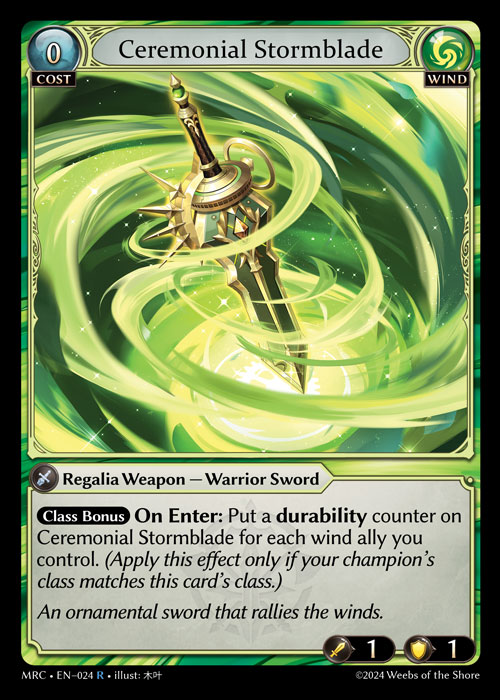 0
Ceremonial Stormblade
COST
WIND
Regalia Weapon — Warrior Sword
Class Bonus On Enter: Put a durability counter on
Ceremonial Stormblade for each wind ally you
control. (Apply this effect only if your champion's
class matches this card's class.)
An ornamental sword that rallies the winds.
1 1
MRC • EN–024 R • illust: 木叶
©2024 Weebs of the Shore